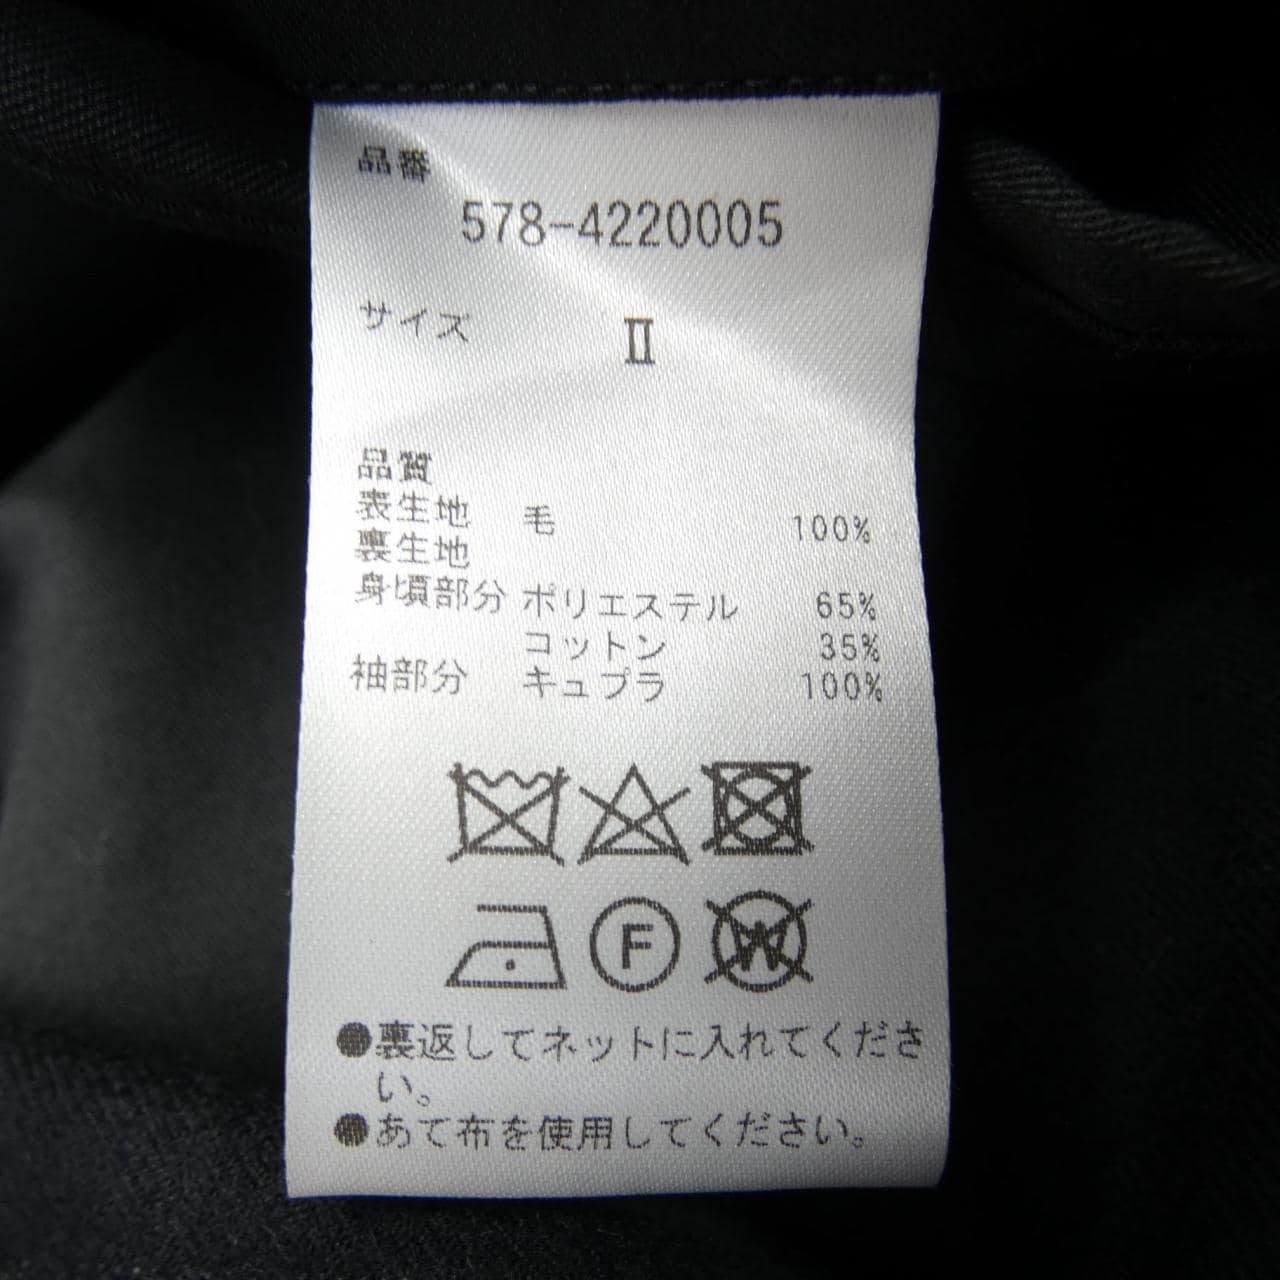 品番
578-4220005
サイズ Ⅱ
品質
表生地 毛 100%
裏生地
身頃部分 ポリエステル 65%
コットン 35%
袖部分 キュプラ 100%
F W
●裏返してネットに入れてくださ
い。
●あて布を使用してください。